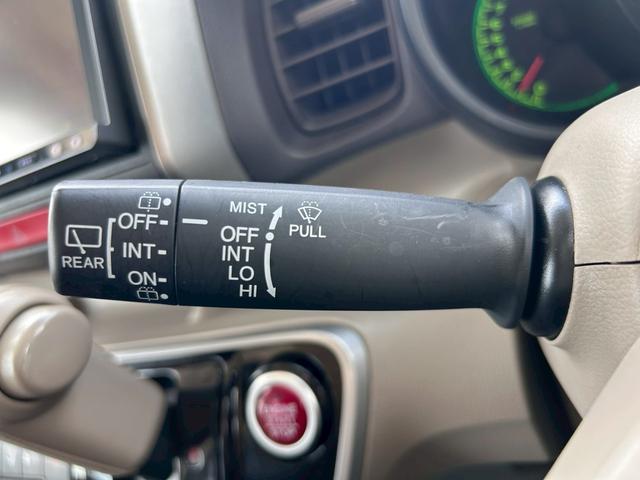 OFF
INT
ON
REAR
MIST
OFF
INT
LO
HI
PULL